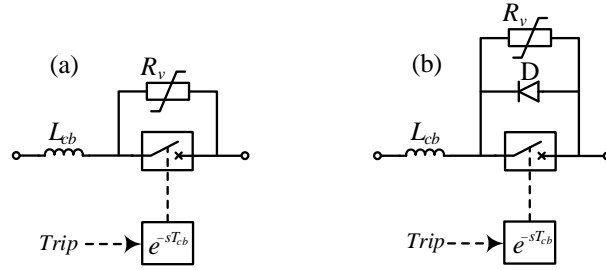 (a)
R_v
L_cb
Trip
e^{-sT_cb}
(b)
R_v
D
L_cb
Trip
e^{-sT_cb}